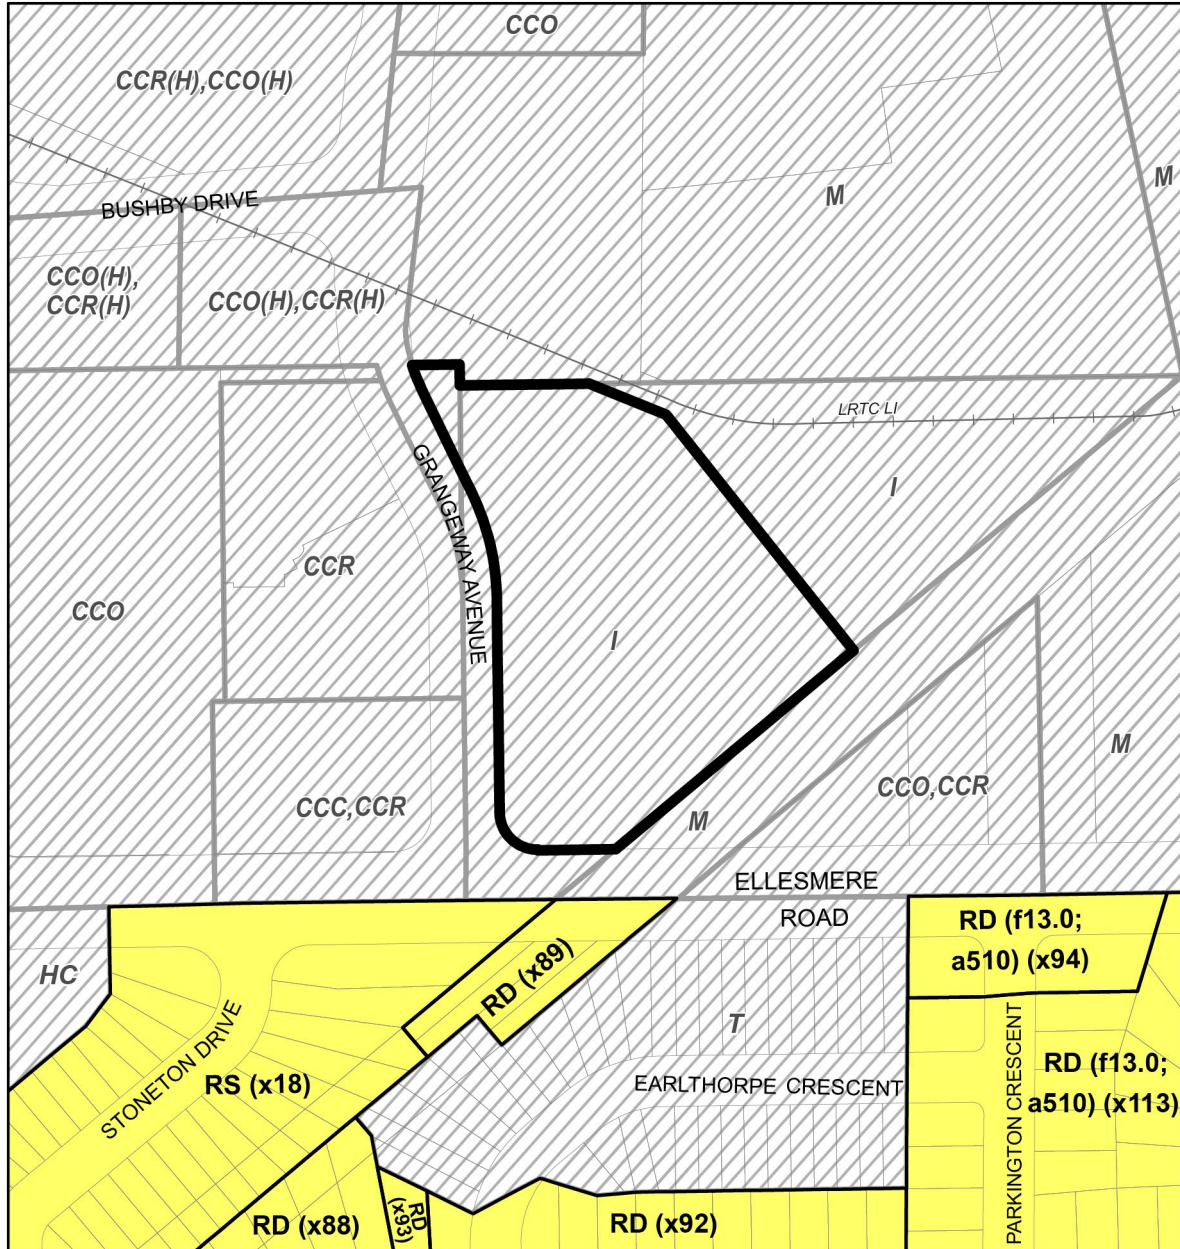 CCO
CCR(H),CCO(H)
M
M
BUSHBY DRIVE
CCO(H),
CCR(H)
CCO(H),CCR(H)
LRTC LI
I
GRANGEWAY AVENUE
CCR
CCO
I
M
CCO,CCR
CCC,CCR
M
ELLESMERE
ROAD
RD (f13.0;
a510) (x94)
HC
RD (x89)
T
STONETON DRIVE
RS (x18)
EARLTHORPE CRESCENT
PARKINGTON CRESCENT
RD (f13.0;
a510) (x113)
RD (x88)
RD
(x93)
RD (x92)